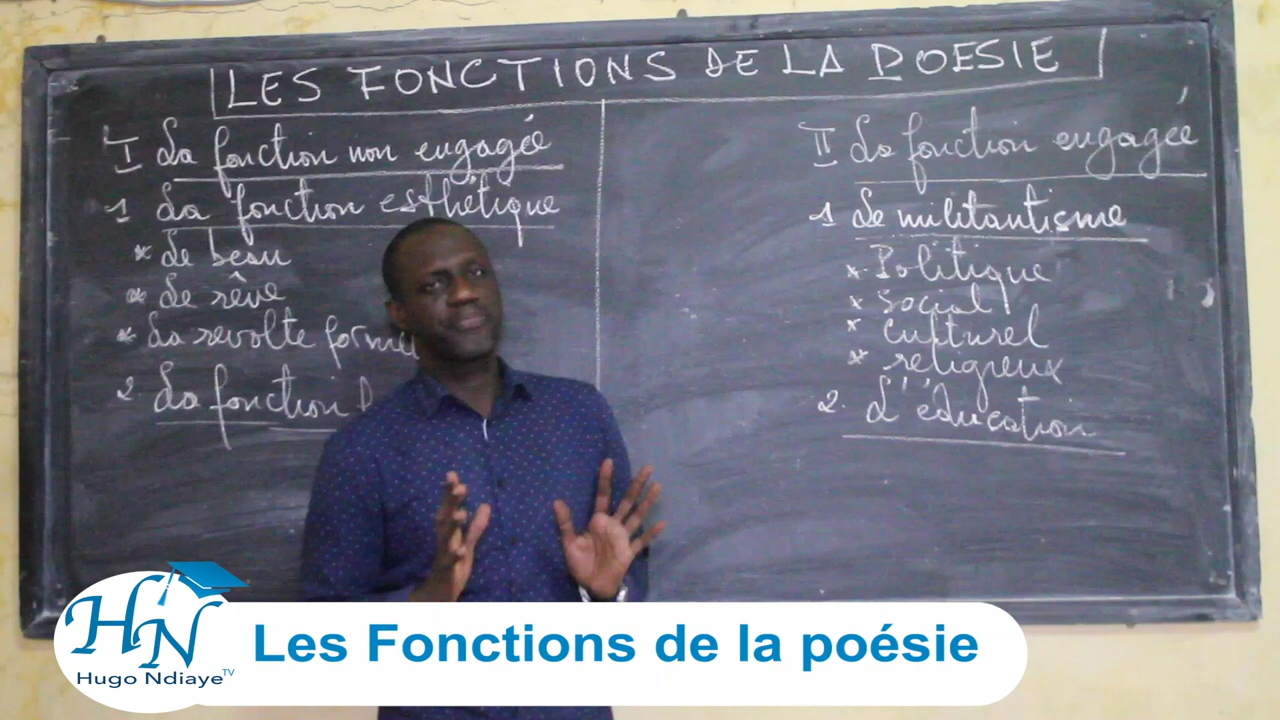 LES FONCTIONS DE LA POESIE
I La fonction non engagée
1 La fonction esthétique
* Le beau
* Le rêve
* La revolte
2. La fonction
II La fonction engagée
1 Le militantisme
* Politique
* Social
* culturel
* religieux
2. L'éducation
HN
Hugo Ndiaye TV
Les Fonctions de la poésie